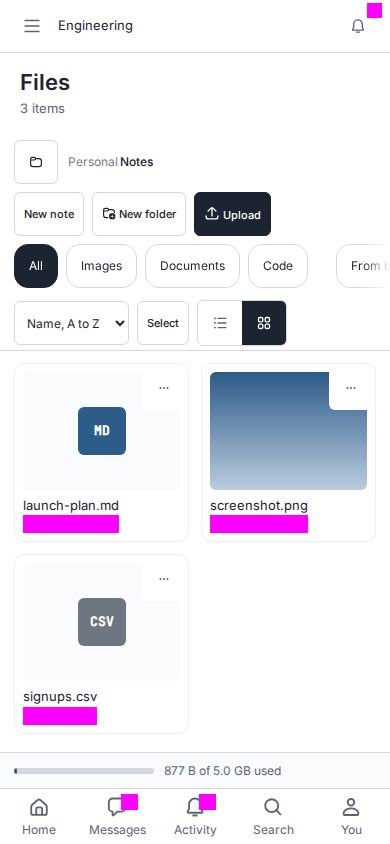 Engineering
Files
3 items
Personal Notes
New note New folder Upload
All Images Documents Code From
Name, A to Z Select
MD
launch-plan.md screenshot.png
CSV
signups.csv
877 B of 5.0 GB used
Home Messages Activity Search You